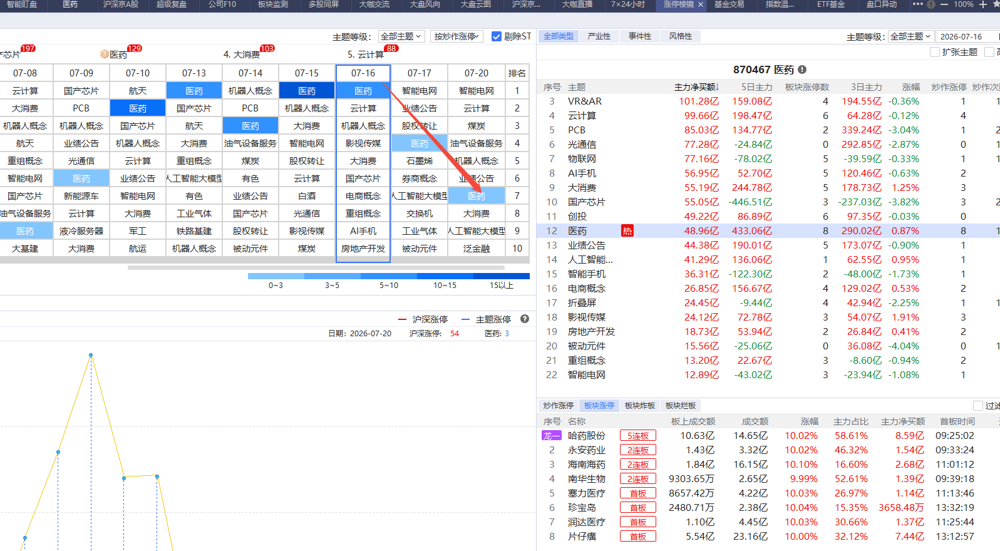 智能盯盘 医药 沪深京A股 超级复盘 公司F10 板块监测 多股同屏 大咖交流 大盘风向 大盘云图 沪深京... 大咖直播 7×24小时 涨停棱镜 × 基金交易 指数温... ETF基金 盘口异动 ••• 100%
主题等级: 全部主题 按炒作涨停 剔除ST
芯片 197 3 医药 129 4. 大消费 103 5. 云计算 88
07-08 07-09 07-10 07-13 07-14 07-15 07-16 07-17 07-20 排名
云计算 国产芯片 航天 医药 机器人概念 医药 医药 智能电网 智能电网 1
大消费 PCB 医药 国产芯片 PCB 机器人概念 云计算 业绩公告 云计算 2
机器人概念 机器人概念 国产芯片 航天 医药 大消费 机器人概念 股权转让 煤炭 3
航天 业绩公告 机器人概念 大消费 油气设备服务 智能电网 影视传媒 医药 油气设备服务 4
重组概念 光通信 云计算 重组概念 煤炭 股权转让 大消费 石墨烯 机器人概念 5
智能电网 医药 业绩公告 人工智能大模型 有色 云计算 国产芯片 券商概念 业绩公告 6
国产芯片 新能源车 智能电网 有色 业绩公告 白酒 电商概念 人工智能大模型 医药 7
油气设备服务 云计算 大消费 工业气体 国产芯片 光通信 重组概念 交换机 大消费 8
医药 液冷服务器 军工 铁路基建 股权转让 影视传媒 AI手机 工业气体 人工智能大模型 9
大基建 大消费 航运 机器人概念 被动元件 煤炭 房地产开发 被动元件 泛金融 10
0~3 3~5 5~10 10~15 15以上
沪深涨停 主题涨停 ?
日期: 2026-07-20 沪深涨停: 54 医药: 3
全部类型 产业性 事件性 风格性 主题等级: 全部主题 2026-07-16
扩张主题
870467 医药
序号 主题 主力净买额↓ 5日主力 板块涨停数 3日主力 涨幅 炒作涨停
3 VR&AR 101.28亿 159.08亿 4 194.55亿 -0.36% 1
4 云计算 99.66亿 198.47亿 6 64.28亿 -0.12% 4
5 PCB 85.03亿 134.77亿 2 339.24亿 -3.04% 1
6 光通信 77.28亿 -24.84亿 0 292.85亿 -2.87% 0
7 物联网 77.16亿 -78.02亿 5 -39.59亿 -0.33% 1
8 AI手机 56.95亿 52.70亿 5 120.46亿 -0.63% 2
9 大消费 55.19亿 244.78亿 5 178.73亿 1.25% 3
10 国产芯片 55.05亿 -446.51亿 3 -237.03亿 -3.82% 3
11 创投 49.22亿 86.89亿 6 97.35亿 -0.03% 0
12 医药 热 48.96亿 433.06亿 8 290.02亿 0.87% 8
13 业绩公告 44.38亿 190.01亿 5 173.07亿 -0.90% 1
14 人工智能... 41.29亿 136.06亿 1 62.55亿 0.95% 1
15 智能手机 36.31亿 -122.30亿 2 -48.00亿 -1.73% 1
16 电商概念 26.85亿 156.67亿 4 129.02亿 0.53% 2
17 折叠屏 24.45亿 -9.44亿 4 42.94亿 -2.25% 1
18 影视传媒 24.12亿 72.78亿 3 54.07亿 1.91% 3
19 房地产开发 18.73亿 53.94亿 2 26.84亿 0.41% 2
20 被动元件 15.56亿 -25.06亿 0 36.08亿 -4.04% 0
21 重组概念 13.20亿 22.67亿 3 -8.60亿 -0.94% 2
22 智能电网 12.89亿 -43.02亿 3 -23.94亿 -1.08% 1
炒作涨停 板块涨停 板块炸板 板块烂板 过滤
序号 名称 板上成交额 成交额 涨幅 主力占比 主力净买额 首板时间
龙一 哈药股份 5连板 10.63亿 14.65亿 10.02% 58.61% 8.59亿 09:25:02
2 永安药业 2连板 1.43亿 3.32亿 10.02% 46.32% 1.54亿 09:33:24
3 海南海药 2连板 1.84亿 16.15亿 10.10% 16.60% 2.68亿 11:01:12
4 南华生物 2连板 9303.65万 2.65亿 9.99% 52.61% 1.39亿 09:39:18
5 塞力医疗 首板 8657.42万 4.22亿 10.03% 26.97% 1.14亿 11:13:46
6 珍宝岛 首板 2480.71万 2.38亿 10.04% 15.35% 3658.48万 13:32:19
7 润达医疗 首板 1.10亿 4.45亿 10.03% 30.66% 1.37亿 11:25:44
8 片仔癀 首板 5.54亿 23.16亿 10.00% 32.12% 7.44亿 13:12:57